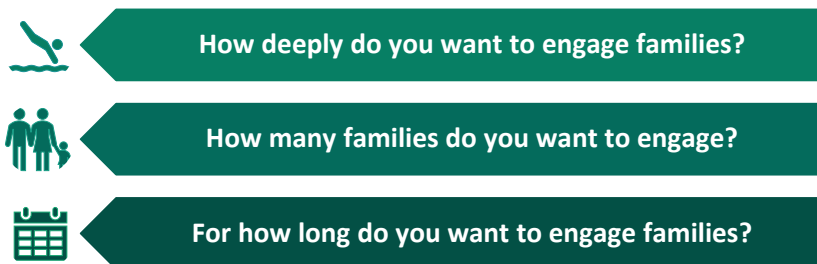 How deeply do you want to engage families?
How many families do you want to engage?
For how long do you want to engage families?